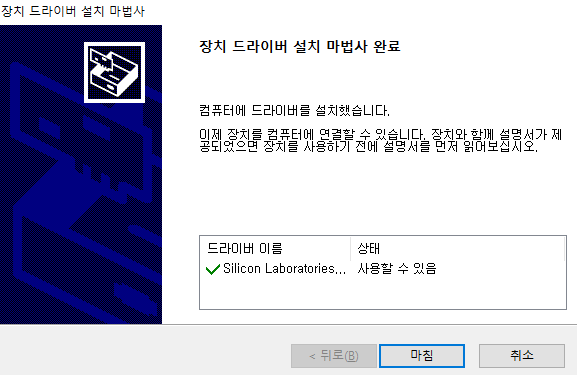 장치 드라이버 설치 마법사
장치 드라이버 설치 마법사 완료
컴퓨터에 드라이버를 설치했습니다.
이제 장치를 컴퓨터에 연결할 수 있습니다. 장치와 함께 설명서가 제
공되었으면 장치를 사용하기 전에 설명서를 먼저 읽어보십시오.
드라이버 이름 상태
Silicon Laboratories... 사용할 수 있음
< 뒤로(B) 마침 취소